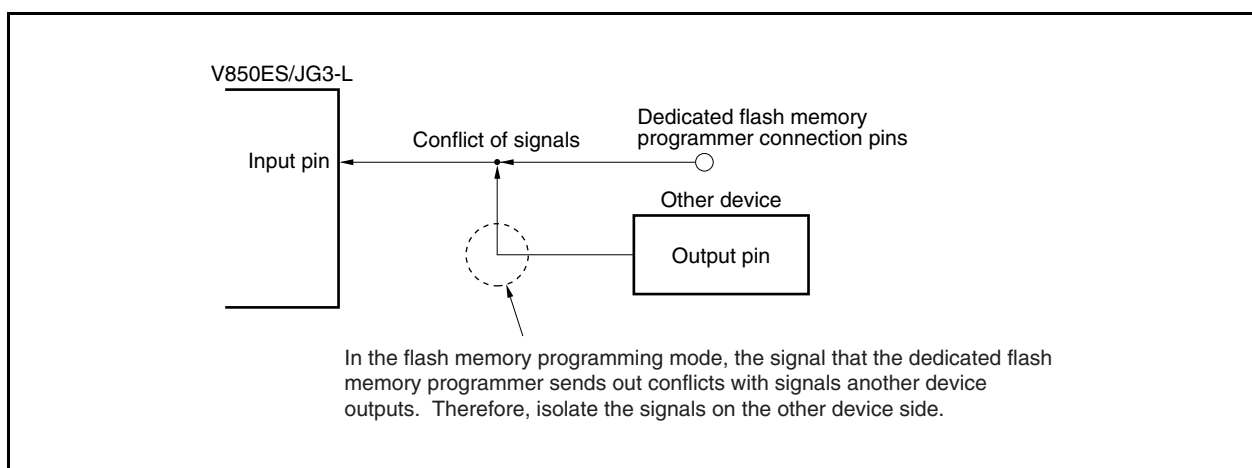 V850ES/JG3-L
Input pin
Conflict of signals
Dedicated flash memory
programmer connection pins
Other device
Output pin
In the flash memory programming mode, the signal that the dedicated flash
memory programmer sends out conflicts with signals another device
outputs.  Therefore, isolate the signals on the other device side.